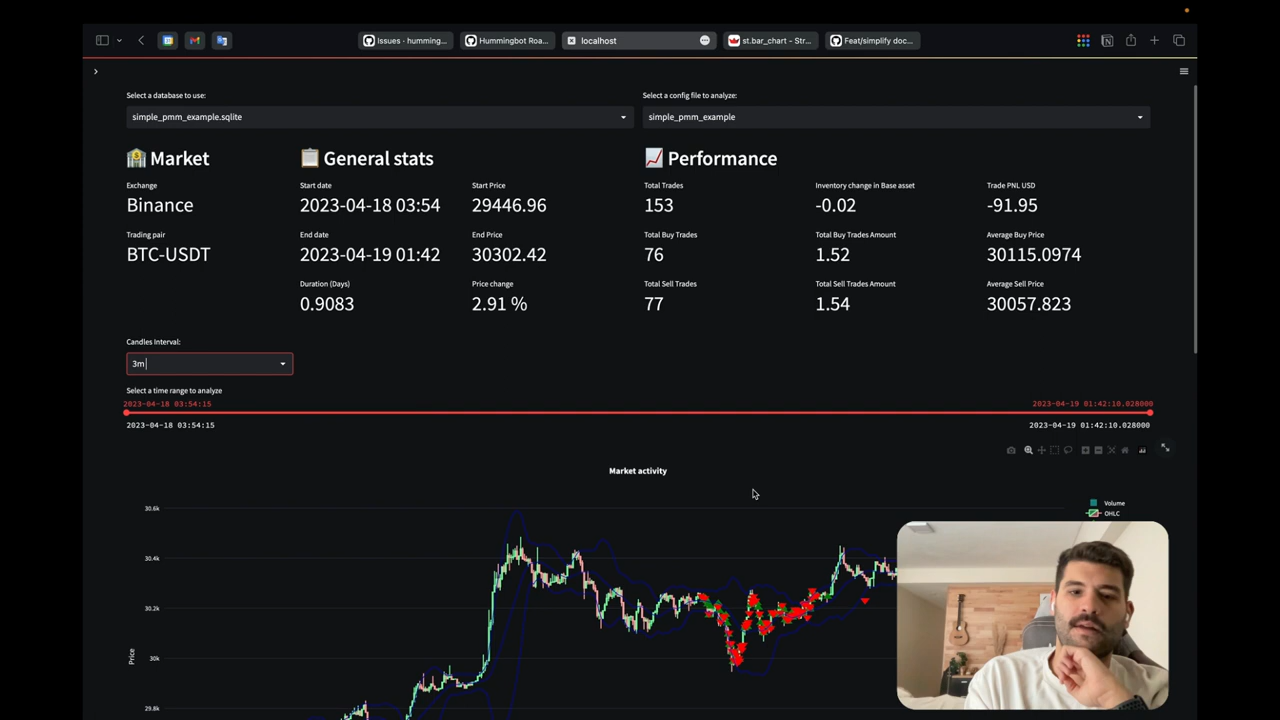 Issues · humming...
Hummingbot Roa...
localhost
st.bar_chart - Str...
Feat/simplify doc...
Select a database to use:
simple_pmm_example.sqlite
Select a config file to analyze:
simple_pmm_example
Market
General stats
Performance
Exchange
Binance
Start date
2023-04-18 03:54
Start Price
29446.96
Total Trades
153
Inventory change in Base asset
-0.02
Trade PNL USD
-91.95
Trading pair
BTC-USDT
End date
2023-04-19 01:42
End Price
30302.42
Total Buy Trades
76
Total Buy Trades Amount
1.52
Average Buy Price
30115.0974
Duration (Days)
0.9083
Price change
2.91 %
Total Sell Trades
77
Total Sell Trades Amount
1.54
Average Sell Price
30057.823
Candles Interval:
3m
Select a time range to analyze
2023-04-18 03:54:15
2023-04-19 01:42:10.028000
2023-04-18 03:54:15
2023-04-19 01:42:10.028000
Market activity
Volume
OHLC
30.6k
30.4k
30.2k
30k
29.8k
Price